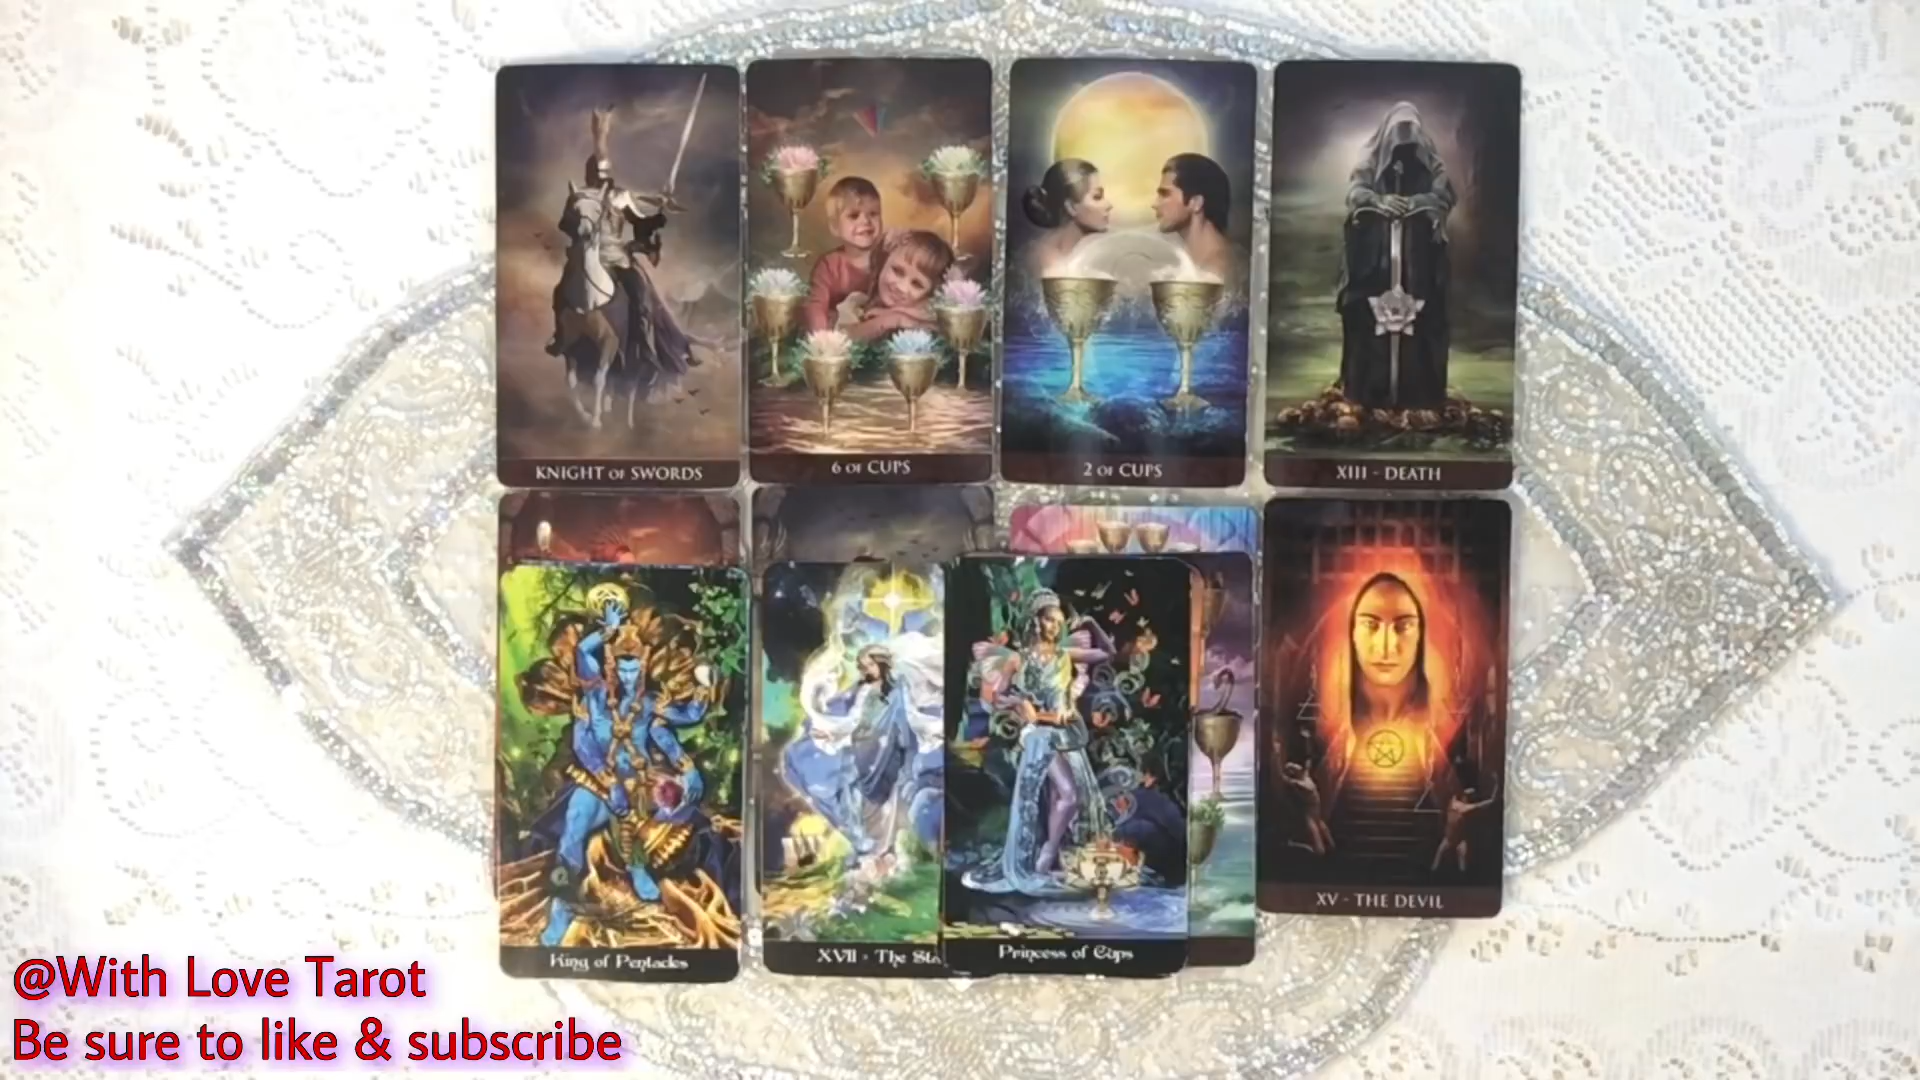 KNIGHT OF SWORDS
6 OF CUPS
2 OF CUPS
XIII - DEATH
King of Pentacles
XVII - The Sta
Princess of Cups
XV - THE DEVIL
@With Love Tarot
Be sure to like & subscribe